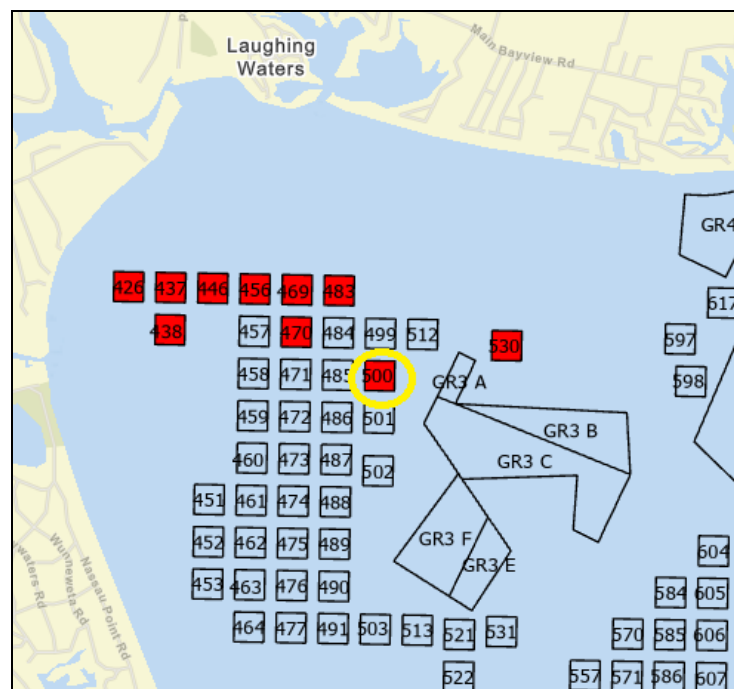 Laughing
Waters
Main Bayview Rd
GR4
617
426 437 446 456 469 483
438 457 470 484 499 512 530 597
458 471 485 500 GR3 A 598
459 472 486 501 GR3 B
460 473 487 502 GR3 C
451 461 474 488
452 462 475 489 GR3 F 604
453 463 476 490 GR3 E 584 605
464 477 491 503 513 521 531 570 585 606
522 557 571 586 607
Wunneweta Rd
Nassau Point Rd